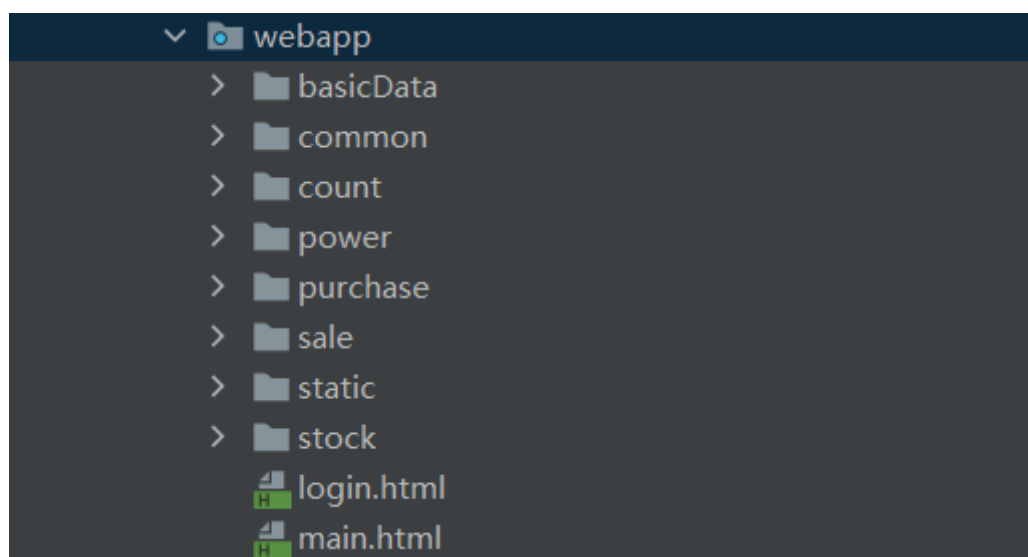 webapp
basicData
common
count
power
purchase
sale
static
stock
H login.html
H main.html